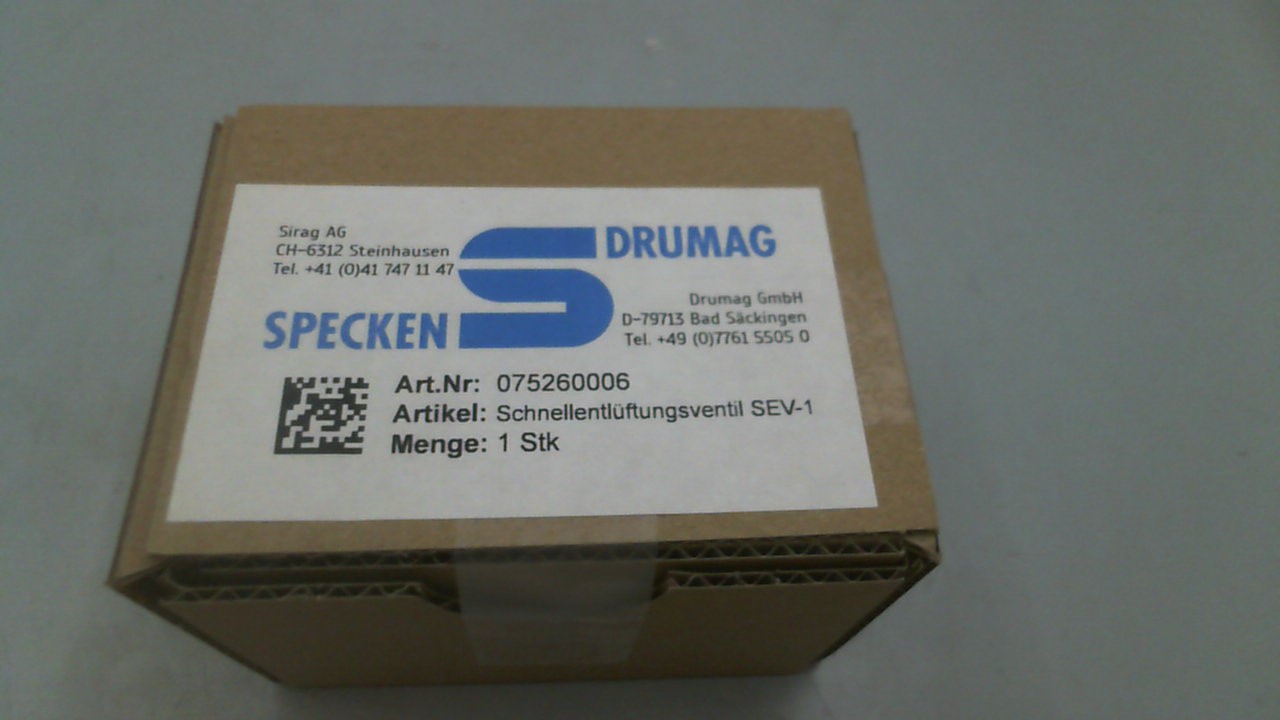 Sirag AG
CH-6312 Steinhausen
Tel. +41 (0)41 747 11 47
DRUMAG
SPECKEN
Drumag GmbH
D-79713 Bad Säckingen
Tel. +49 (0)7761 5505 0
Art.Nr: 075260006
Artikel: Schnellentlüftungsventil SEV-1
Menge: 1 Stk